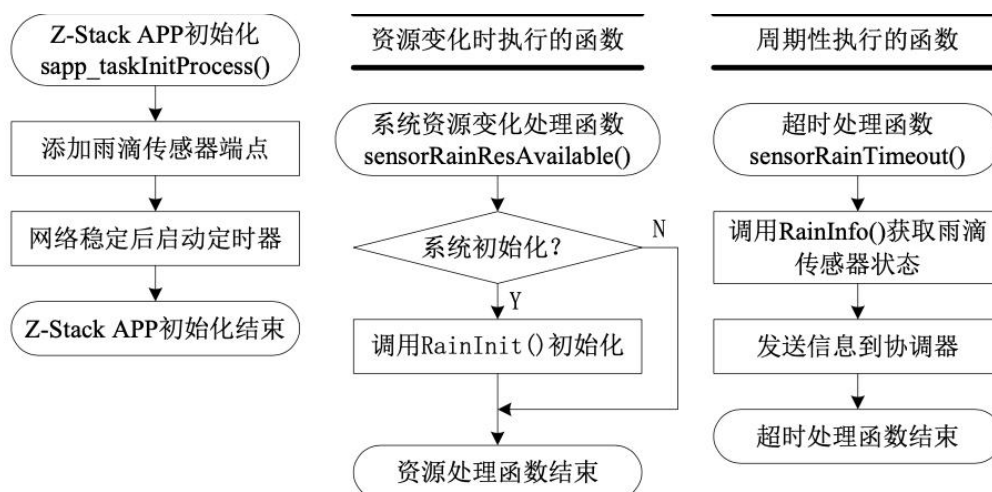 Z-Stack APP初始化
sapp_taskInitProcess()
添加雨滴传感器端点
网络稳定后启动定时器
Z-Stack APP初始化结束
资源变化时执行的函数
系统资源变化处理函数
sensorRainResAvailable()
系统初始化？
N
Y
调用RainInit()初始化
资源处理函数结束
周期性执行的函数
超时处理函数
sensorRainTimeout()
调用RainInfo()获取雨滴
传感器状态
发送信息到协调器
超时处理函数结束